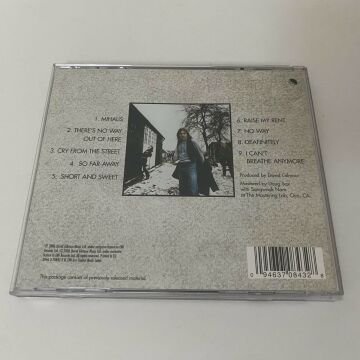 1. MIHALIS
2. THERE'S NO WAY
OUT OF HERE
3. CRY FROM THE STREET
4. SO FAR AWAY
5. SHORT AND SWEET
6. RAISE MY RENT
7. NO WAY
8. DEAFINITELY
9. I CAN'T
BREATHE ANYMORE
Produced by David Gilmour
Mastered by Doug Sax
with Sangwook Nam
at The Mastering Lab, Ojai, CA.
This package consists of previously released material.
0 94637 08432 8